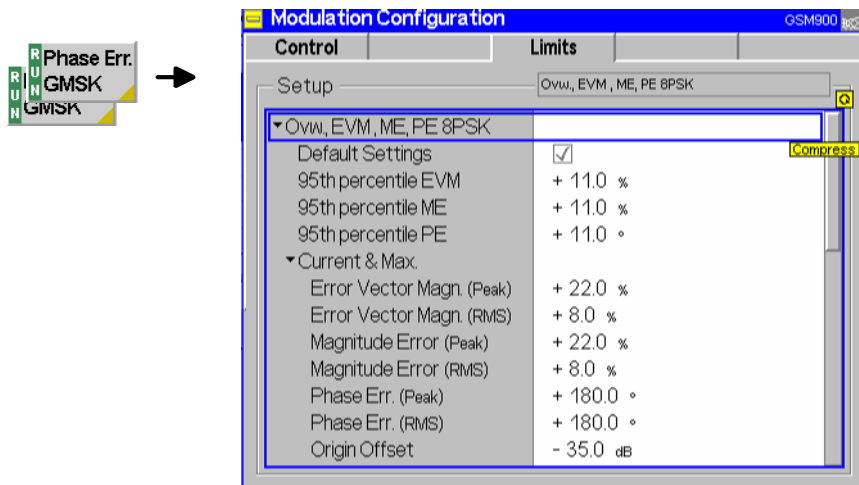 Modulation Configuration
GSM900
Control
Limits
RUN
Phase Err.
GMSK
RUN
GMSK
Setup
Ovw., EVM , ME, PE 8PSK
Ovw., EVM , ME, PE 8PSK
Compress
Default Settings
95th percentile EVM + 11.0 %
95th percentile ME + 11.0 %
95th percentile PE + 11.0 °
Current & Max.
Error Vector Magn. (Peak) + 22.0 %
Error Vector Magn. (RMS) + 8.0 %
Magnitude Error (Peak) + 22.0 %
Magnitude Error (RMS) + 8.0 %
Phase Err. (Peak) + 180.0 °
Phase Err. (RMS) + 180.0 °
Origin Offset - 35.0 dB